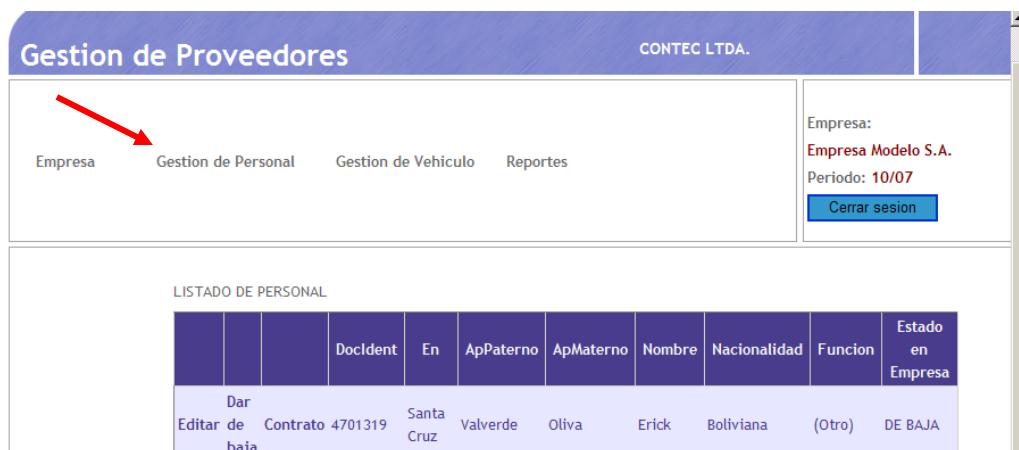 Gestion de Proveedores
CONTEC LTDA.
Empresa Gestion de Personal Gestion de Vehiculo Reportes
Empresa:
Empresa Modelo S.A.
Periodo: 10/07
Cerrar sesion
LISTADO DE PERSONAL
DocIdent En ApPaterno ApMaterno Nombre Nacionalidad Funcion Estado en Empresa
Editar Dar de baja Contrato 4701319 Santa Cruz Valverde Oliva Erick Boliviana (Otro) DE BAJA